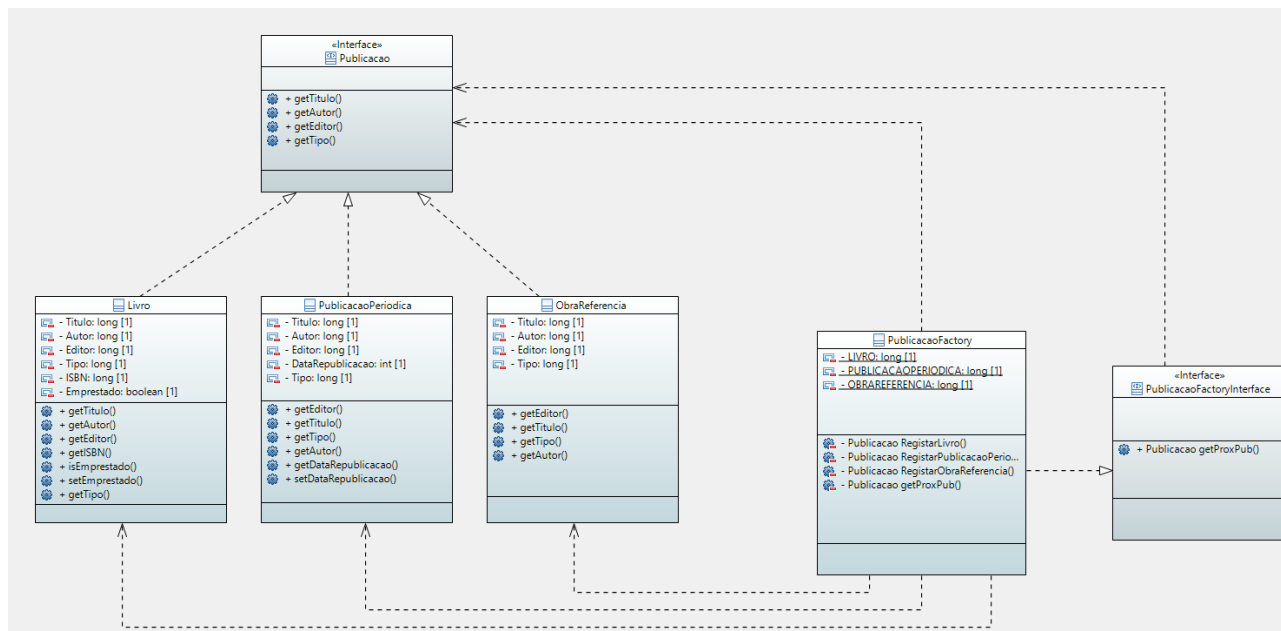 «Interface»
Publicacao
+ getTitulo()
+ getAutor()
+ getEditor()
+ getTipo()
Livro
- Titulo: long [1]
- Autor: long [1]
- Editor: long [1]
- Tipo: long [1]
- ISBN: long [1]
- Emprestado: boolean [1]
+ getTitulo()
+ getAutor()
+ getEditor()
+ getISBN()
+ isEmprestado()
+ setEmprestado()
+ getTipo()
PublicacaoPeriodica
- Titulo: long [1]
- Autor: long [1]
- Editor: long [1]
- DataRepublicacao: int [1]
- Tipo: long [1]
+ getEditor()
+ getTitulo()
+ getTipo()
+ getAutor()
+ getDataRepublicacao()
+ setDataRepublicacao()
ObraReferencia
- Titulo: long [1]
- Autor: long [1]
- Editor: long [1]
- Tipo: long [1]
+ getEditor()
+ getTitulo()
+ getTipo()
+ getAutor()
PublicacaoFactory
- LIVRO: long [1]
- PUBLICACAOPERIODICA: long [1]
- OBRAREFERENCIA: long [1]
- Publicacao RegistarLivro()
- Publicacao RegistarPublicacaoPerio...
- Publicacao RegistarObraReferencia()
- Publicacao getProxPub()
«Interface»
PublicacaoFactoryInterface
+ Publicacao getProxPub()